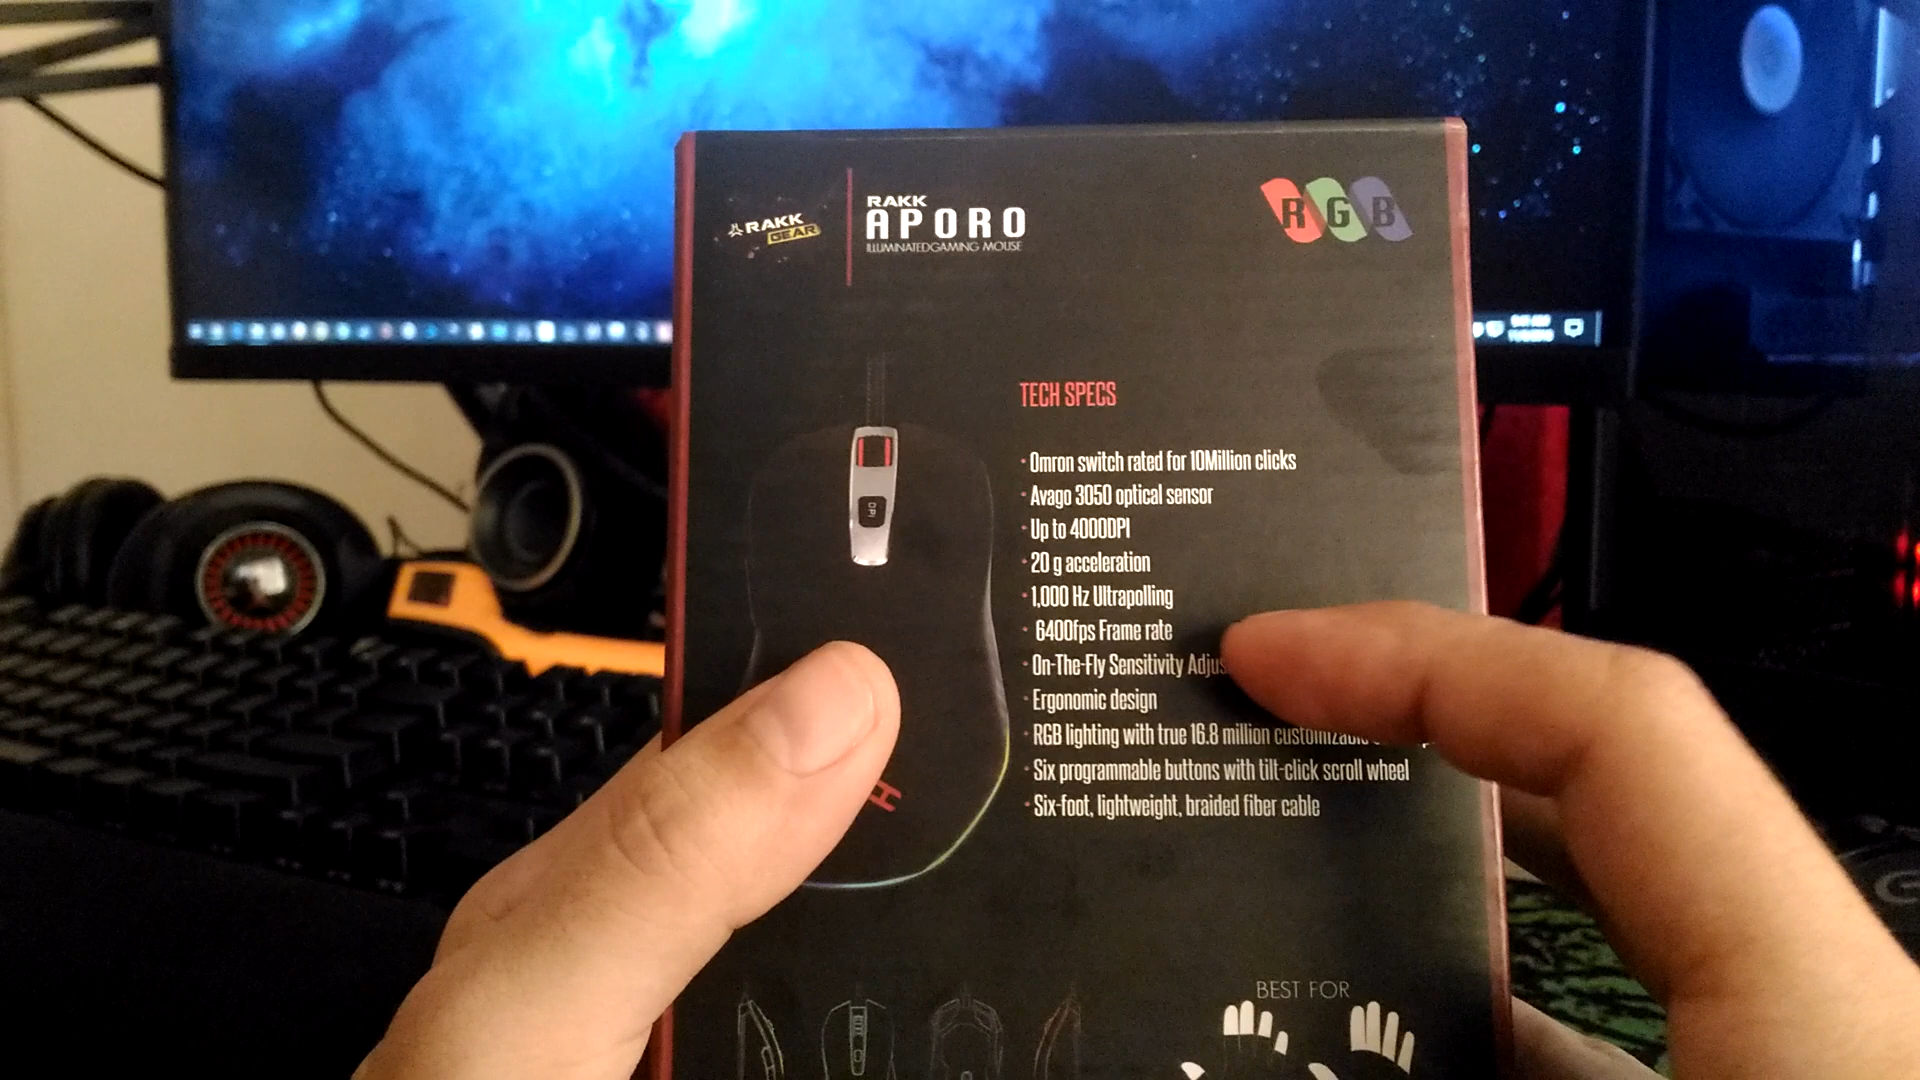 RAKK
GEAR
RAKK
APORO
ILLUMINATEDGAMING MOUSE
RGB
TECH SPECS
· Omron switch rated for 10Million clicks
· Avago 3050 optical sensor
· Up to 4000DPI
· 20 g acceleration
· 1,000 Hz Ultrapolling
· 6400fps Frame rate
· On-The-Fly Sensitivity
· Ergonomic design
· RGB lighting with true 16.8 million customizable
· Six programmable buttons with tilt-click scroll wheel
· Six-foot, lightweight, braided fiber cable
DPI
BEST FOR